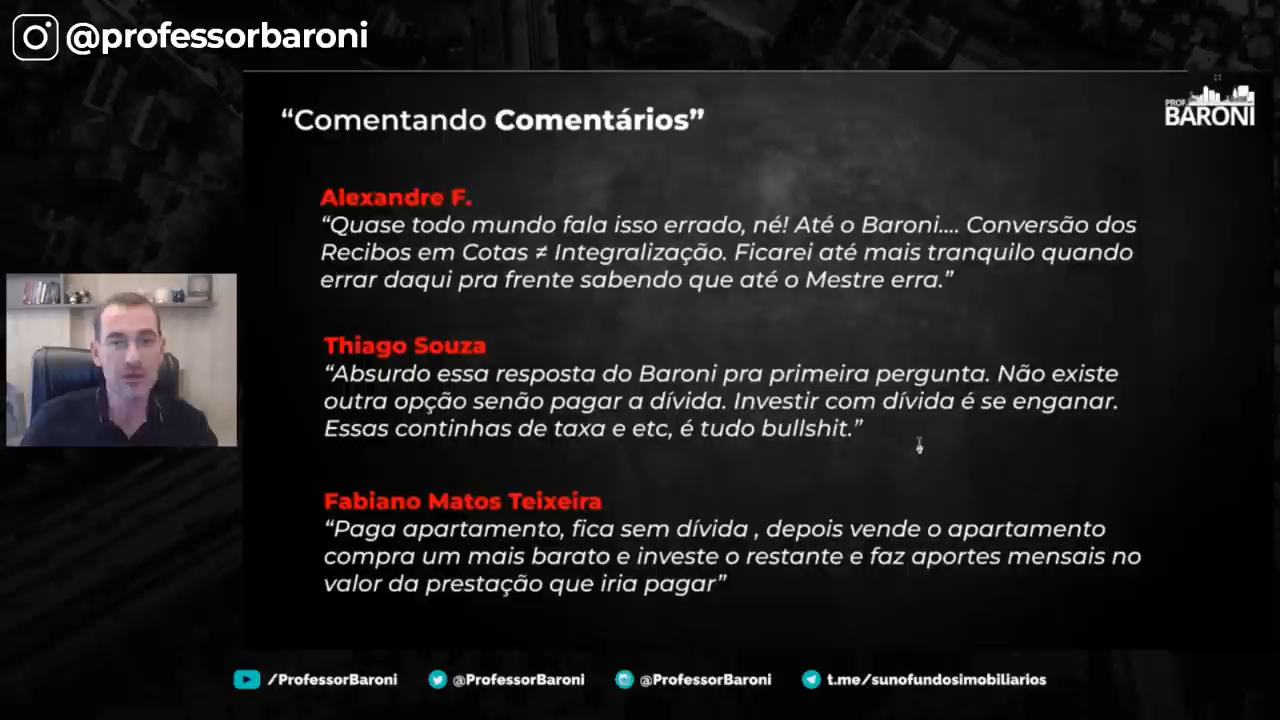 @professorbaroni
“Comentando Comentários”
PROF.
BARONI
Alexandre F.
“Quase todo mundo fala isso errado, né! Até o Baroni.... Conversão dos
Recibos em Cotas ≠ Integralização. Ficarei até mais tranquilo quando
errar daqui pra frente sabendo que até o Mestre erra.”
Thiago Souza
“Absurdo essa resposta do Baroni pra primeira pergunta. Não existe
outra opção senão pagar a dívida. Investir com dívida é se enganar.
Essas continhas de taxa e etc, é tudo bullshit.”
Fabiano Matos Teixeira
“Paga apartamento, fica sem dívida , depois vende o apartamento
compra um mais barato e investe o restante e faz aportes mensais no
valor da prestação que iria pagar”
/ProfessorBaroni @ProfessorBaroni @ProfessorBaroni t.me/sunofundosimobiliarios